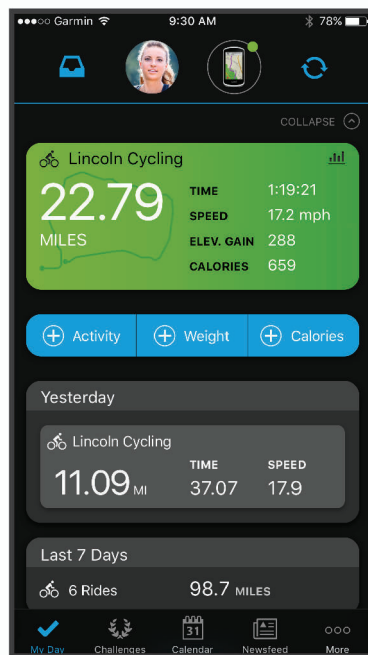 ●●●○○ Garmin 9:30 AM 78%
COLLAPSE
Lincoln Cycling
22.79
MILES
TIME 1:19:21
SPEED 17.2 mph
ELEV. GAIN 288
CALORIES 659
Activity Weight Calories
Yesterday
Lincoln Cycling
11.09 MI
TIME SPEED
37.07 17.9
Last 7 Days
6 Rides 98.7 MILES
31
My Day Challenges Calendar Newsfeed More